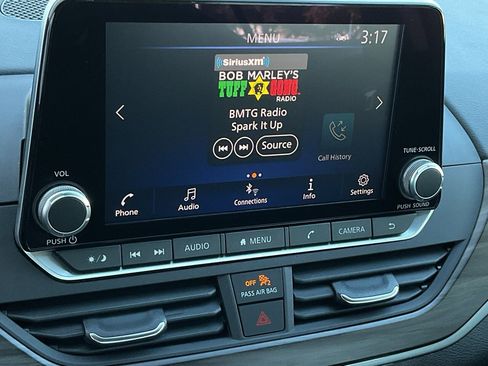 MENU
3:17
SiriusXM
BOB MARLEY'S
TUFF GONG
RADIO
BMTG Radio
Spark It Up
Source
Call History
VOL
TUNE·SCROLL
Phone
Audio
Connections
Info
Settings
PUSH
PUSH SOUND
AUDIO
MENU
CAMERA
OFF
2
PASS AIR BAG